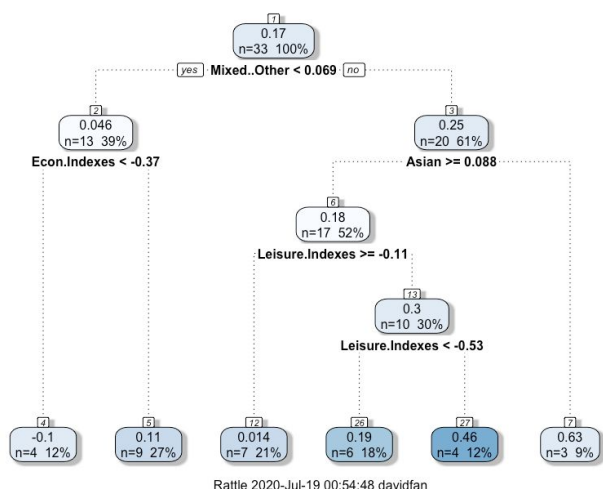 1
0.17
n=33 100%
yes Mixed..Other < 0.069 no
2
0.046
n=13 39%
Econ.Indexes < -0.37
3
0.25
n=20 61%
Asian >= 0.088
6
0.18
n=17 52%
Leisure.Indexes >= -0.11
13
0.3
n=10 30%
Leisure.Indexes < -0.53
4
-0.1
n=4 12%
5
0.11
n=9 27%
12
0.014
n=7 21%
26
0.19
n=6 18%
27
0.46
n=4 12%
7
0.63
n=3 9%
Rattle 2020-Jul-19 00:54:48 davidfan